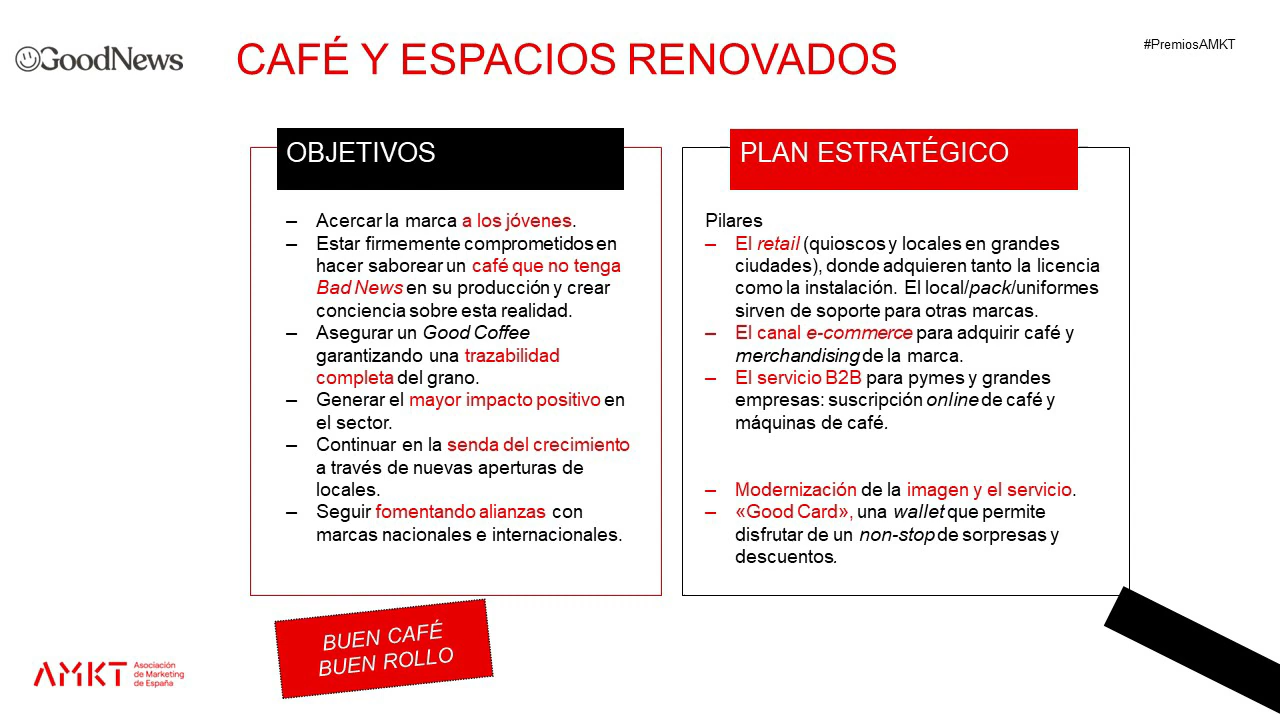 GoodNews
CAFÉ Y ESPACIOS RENOVADOS
#PremiosAMKT
OBJETIVOS
– Acercar la marca a los jóvenes.
– Estar firmemente comprometidos en
hacer saborear un café que no tenga
Bad News en su producción y crear
conciencia sobre esta realidad.
– Asegurar un Good Coffee
garantizando una trazabilidad
completa del grano.
– Generar el mayor impacto positivo en
el sector.
– Continuar en la senda del crecimiento
a través de nuevas aperturas de
locales.
– Seguir fomentando alianzas con
marcas nacionales e internacionales.
PLAN ESTRATÉGICO
Pilares
– El retail (quioscos y locales en grandes
ciudades), donde adquieren tanto la licencia
como la instalación. El local/pack/uniformes
sirven de soporte para otras marcas.
– El canal e-commerce para adquirir café y
merchandising de la marca.
– El servicio B2B para pymes y grandes
empresas: suscripción online de café y
máquinas de café.
– Modernización de la imagen y el servicio.
– «Good Card», una wallet que permite
disfrutar de un non-stop de sorpresas y
descuentos.
BUEN CAFÉ
BUEN ROLLO
AMKT
Asociación
de Marketing
de España